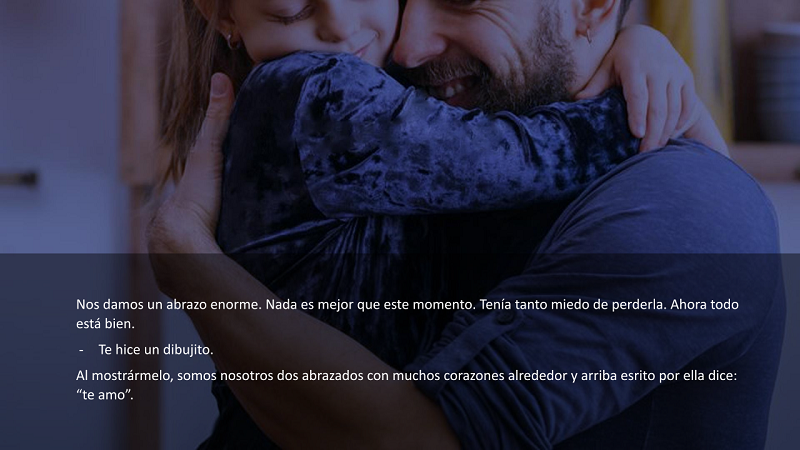 Nos damos un abrazo enorme. Nada es mejor que este momento. Tenía tanto miedo de perderla. Ahora todo
está bien.
- Te hice un dibujito.
Al mostrármelo, somos nosotros dos abrazados con muchos corazones alrededor y arriba esrito por ella dice:
“te amo”.